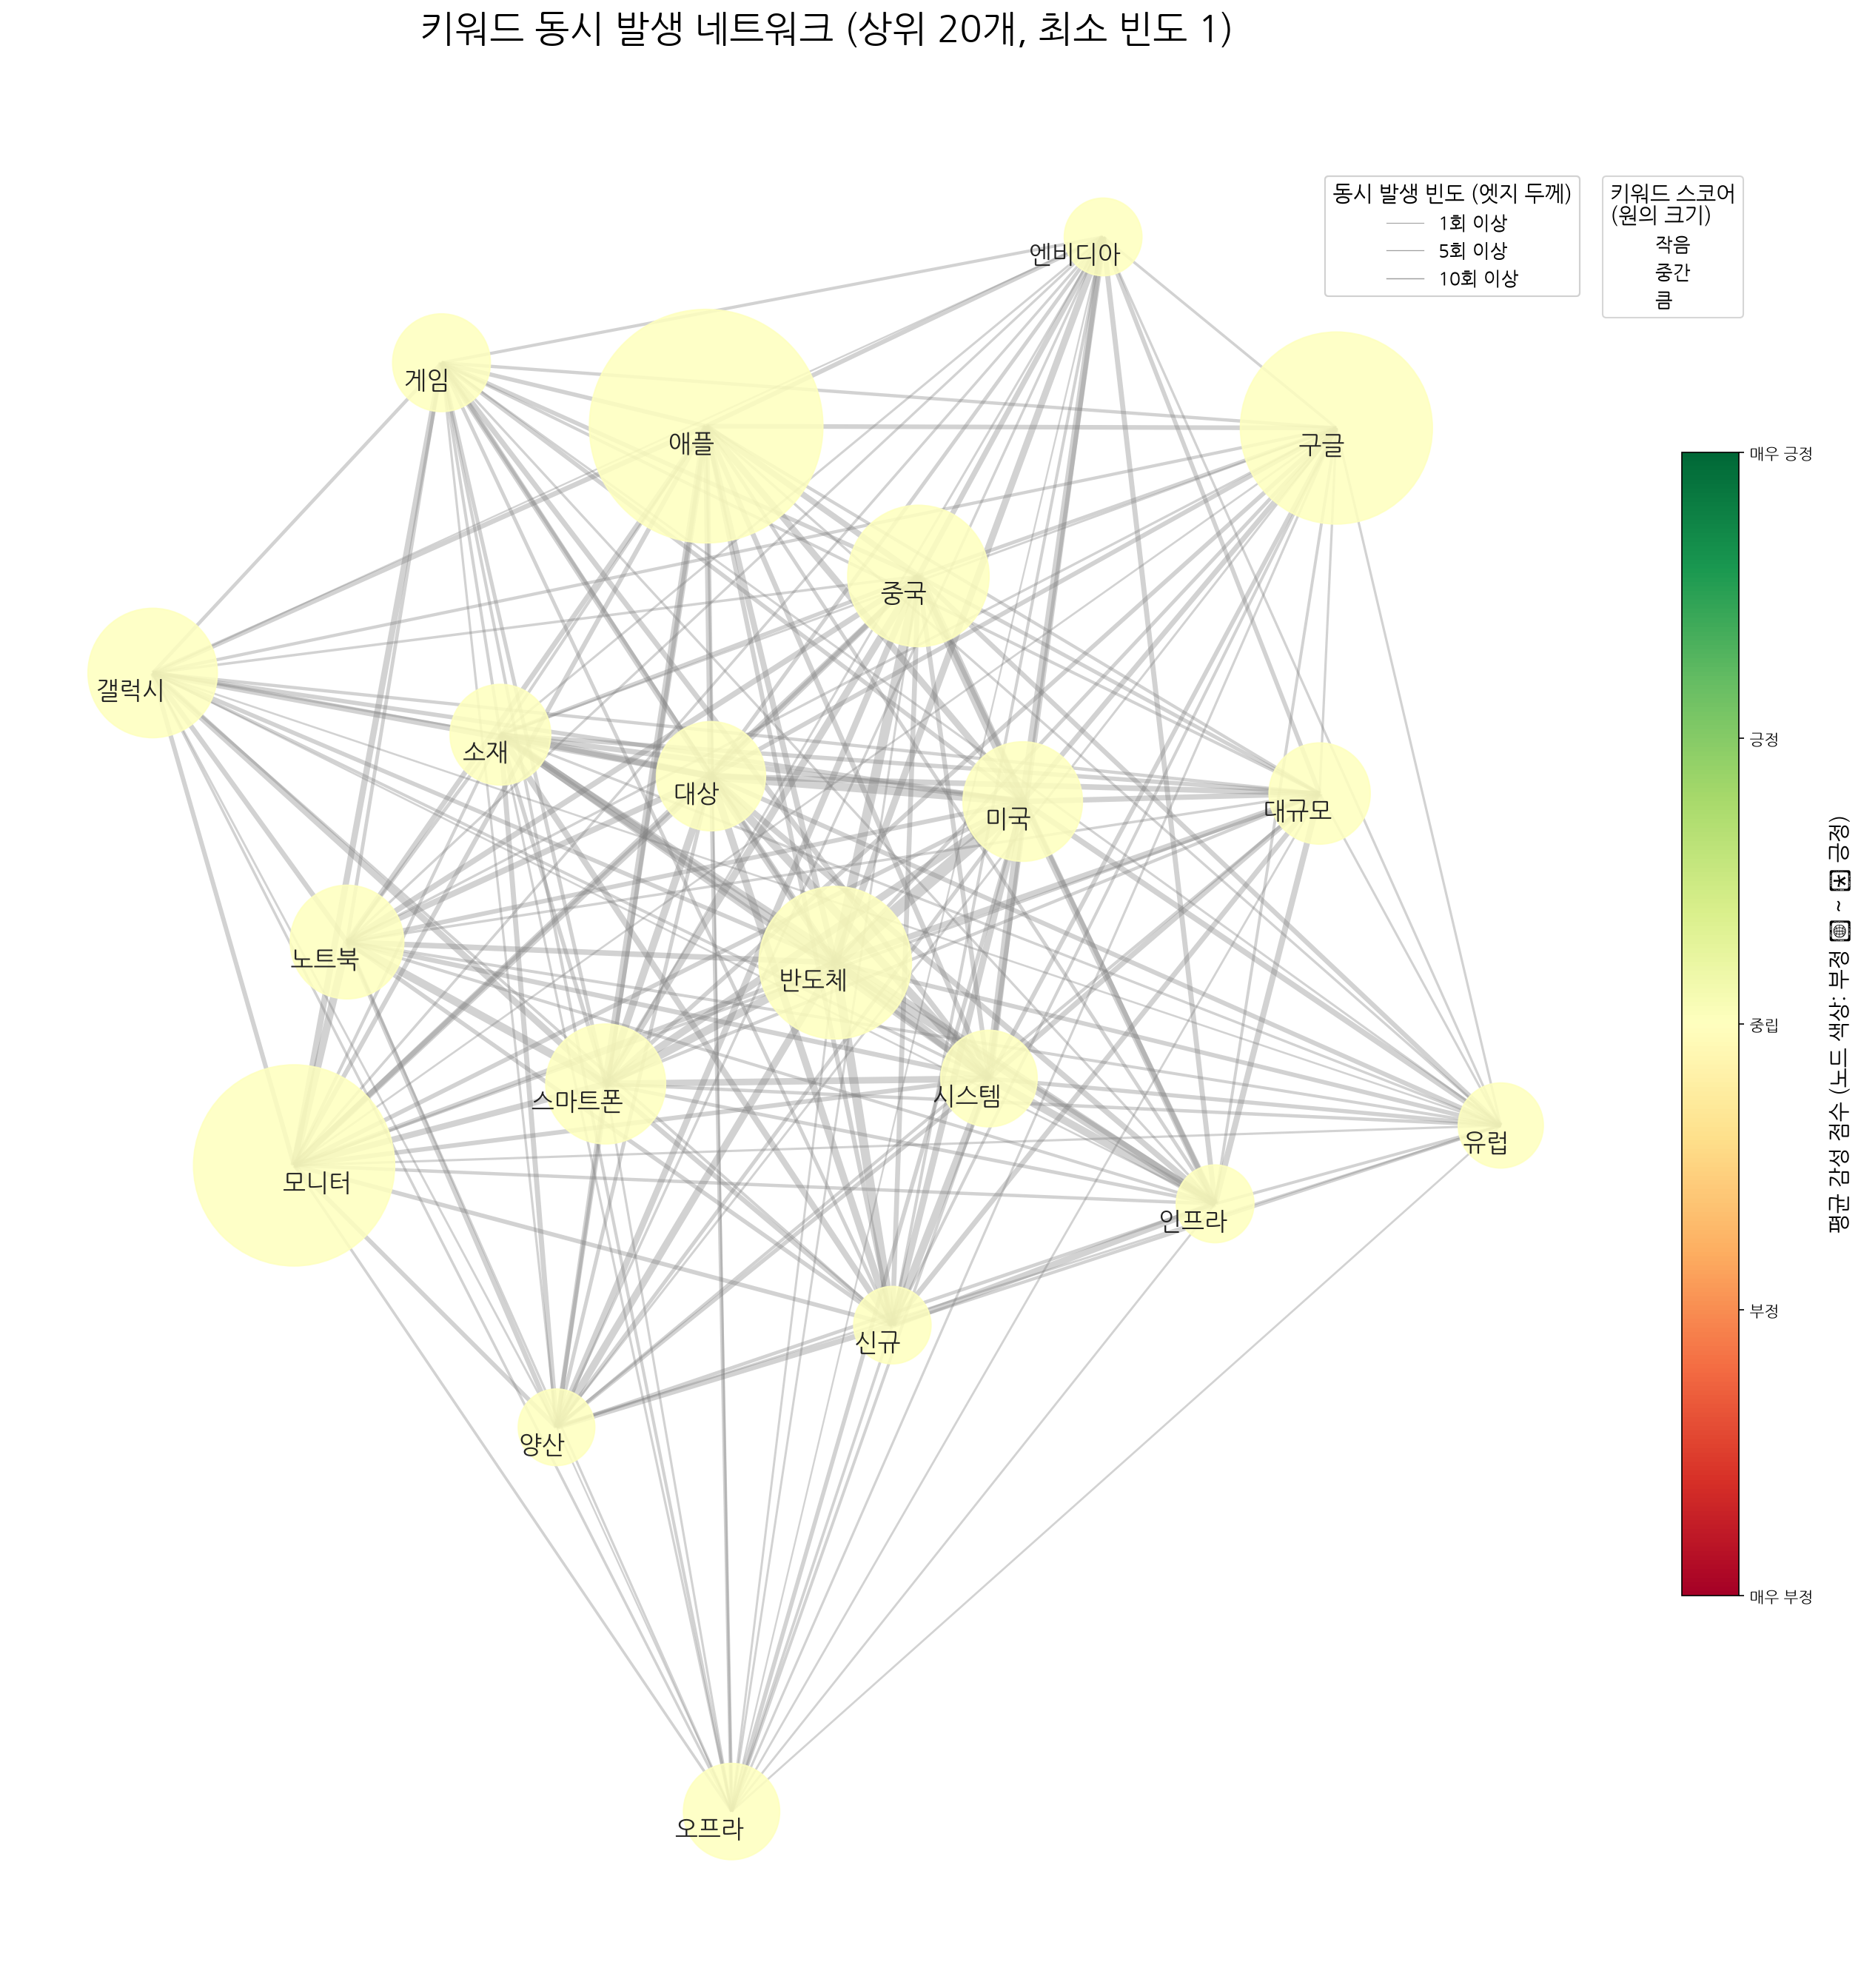 키워드 동시 발생 네트워크 (상위 20개, 최소 빈도 1)
동시 발생 빈도 (엣지 두께)
1회 이상
5회 이상
10회 이상
키워드 스코어
(원의 크기)
작음
중간
큼
엔비디아
게임
애플
구글
중국
갤럭시
소재
대상
미국
대규모
노트북
반도체
스마트폰
시스템
모니터
유럽
인프라
신규
양산
오프라
매우 긍정
긍정
중립
부정
매우 부정
평균 감성 점수 (노드 색상: 부정 ~ 긍정)